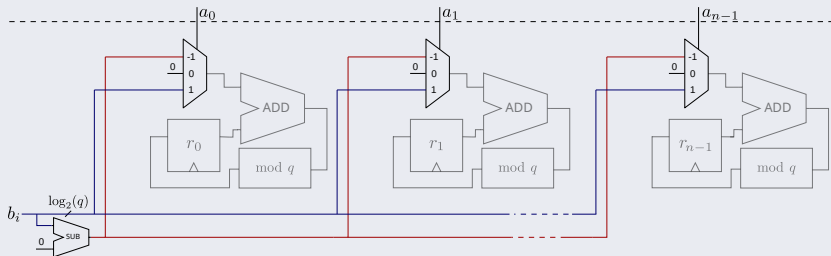 a_0 a_1 a_{n-1}
-1 -1 -1
0 0 0 0 0 0
1 1 1
ADD ADD ADD
r_0 r_1 r_{n-1}
mod q mod q mod q
log_2(q)
b_i
SUB
0